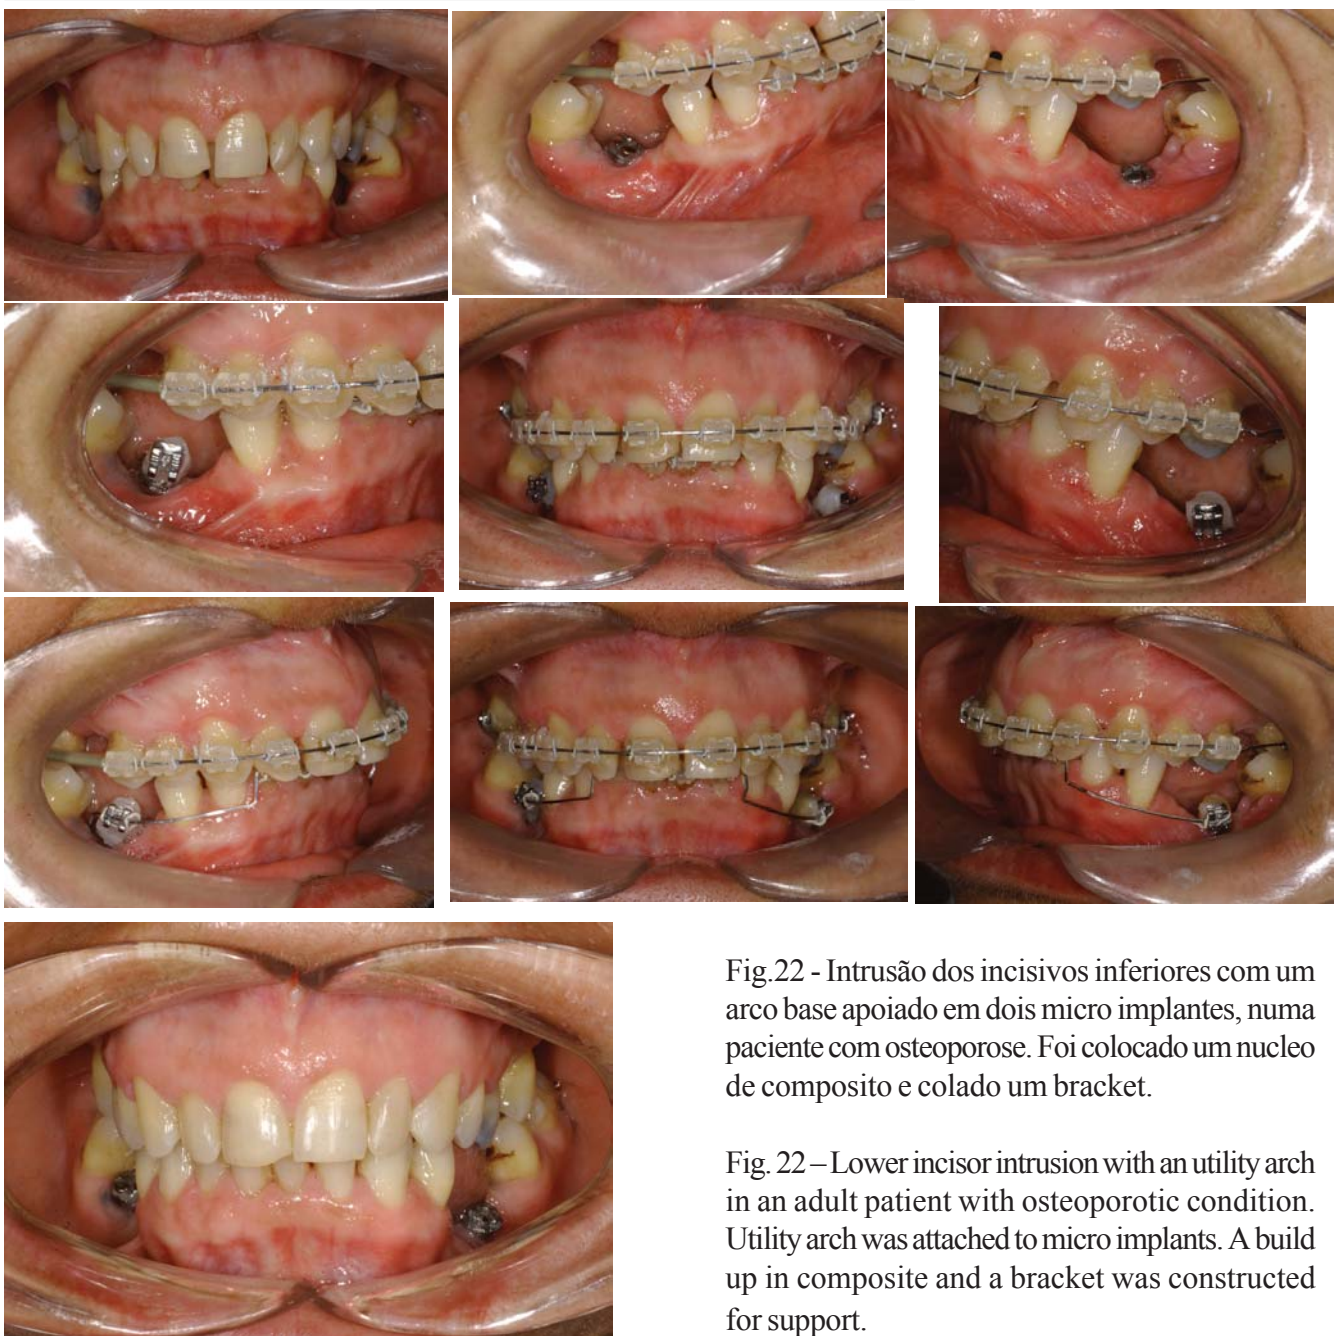 Fig.22 - Intrusão dos incisivos inferiores com um
arco base apoiado em dois micro implantes, numa
paciente com osteoporose. Foi colocado um nucleo
de composito e colado um bracket.
Fig. 22 – Lower incisor intrusion with an utility arch
in an adult patient with osteoporotic condition.
Utility arch was attached to micro implants. A build
up in composite and a bracket was constructed
for support.